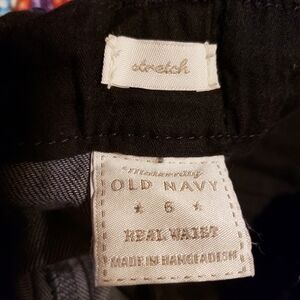 stretch
Maternity
OLD NAVY
★ 6 ★
REAL WAIST
MADE IN BANGLADESH